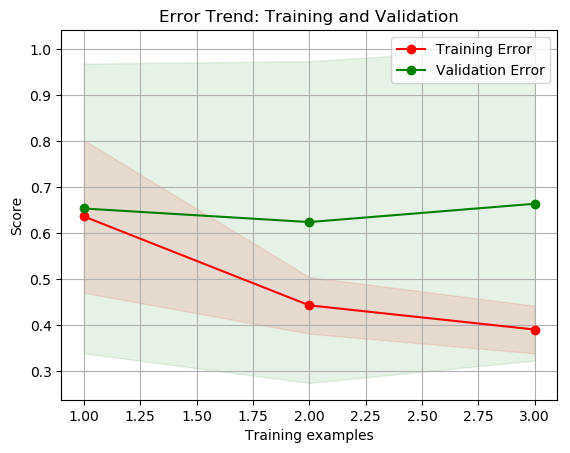 Error Trend: Training and Validation
Training Error
Validation Error
1.0
0.9
0.8
0.7
0.6
0.5
0.4
0.3
Score
1.00 1.25 1.50 1.75 2.00 2.25 2.50 2.75 3.00
Training examples